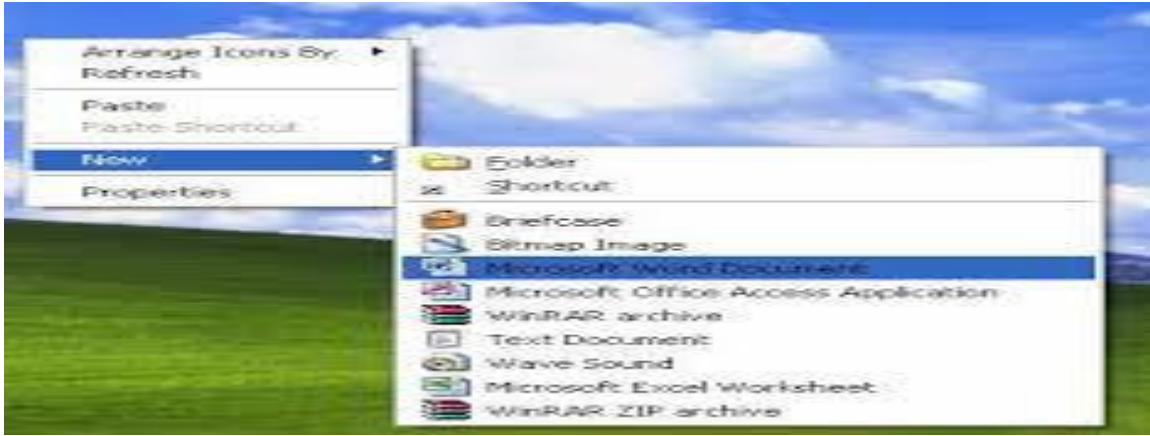 Arrange Icons By
Refresh
Paste
Paste Shortcut
New
Properties
Folder
Shortcut
Briefcase
Bitmap Image
Microsoft Word Document
Microsoft Office Access Application
WinRAR archive
Text Document
Wave Sound
Microsoft Excel Worksheet
WinRAR ZIP archive